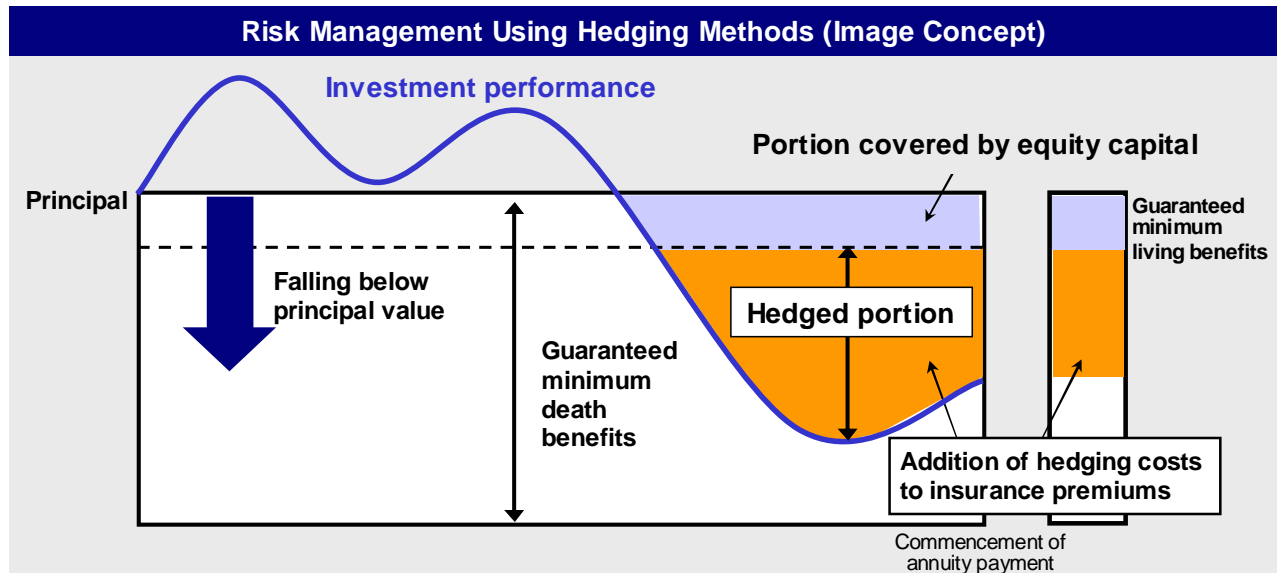 Risk Management Using Hedging Methods (Image Concept)
Investment performance
Portion covered by equity capital
Principal
Guaranteed
minimum
living benefits
Falling below
principal value
Hedged portion
Guaranteed
minimum
death
benefits
Addition of hedging costs
to insurance premiums
Commencement of
annuity payment